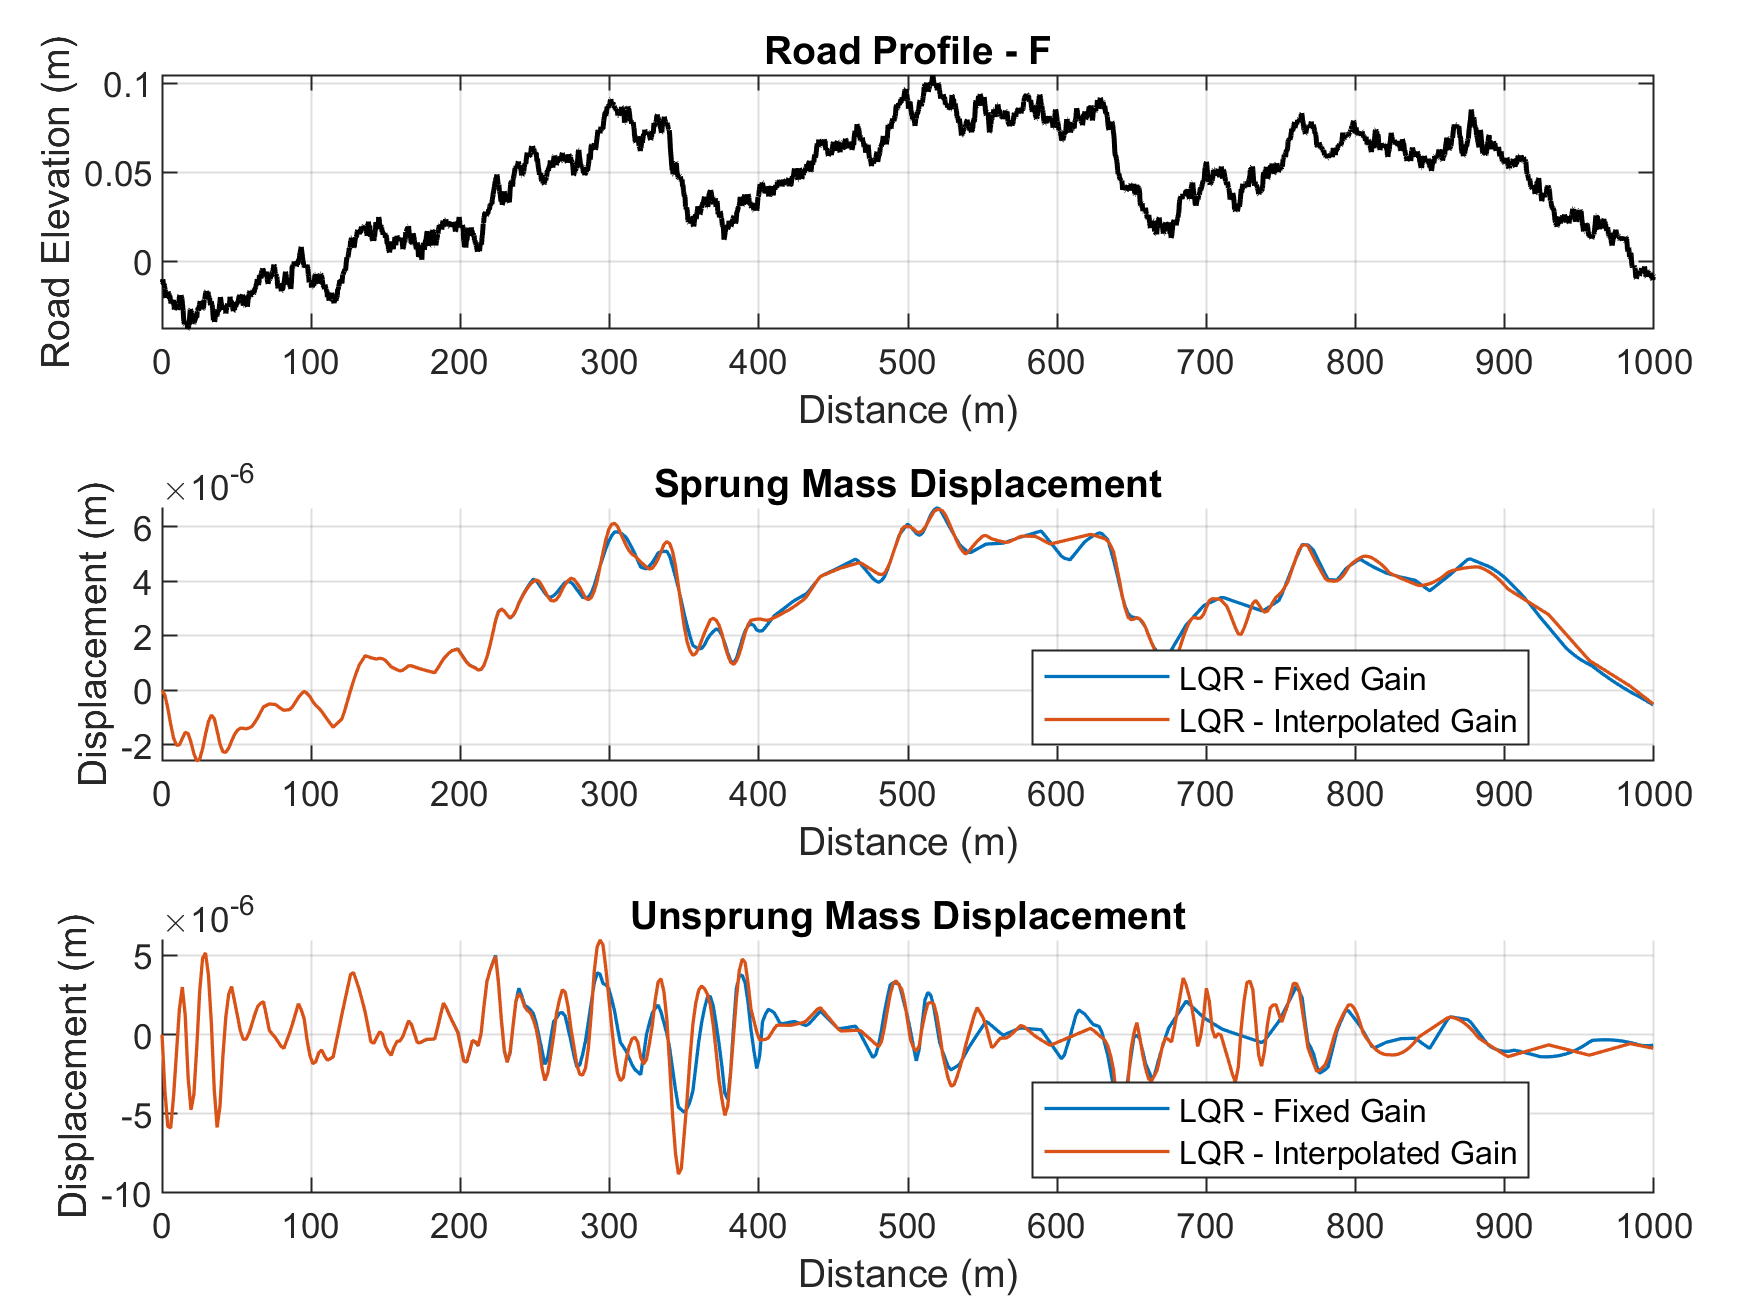 Road Profile - F
Road Elevation (m)
0.1
0.05
0
0 100 200 300 400 500 600 700 800 900 1000
Distance (m)
×10^-6
Sprung Mass Displacement
Displacement (m)
6
4
2
0
-2
LQR - Fixed Gain
LQR - Interpolated Gain
0 100 200 300 400 500 600 700 800 900 1000
Distance (m)
×10^-6
Unsprung Mass Displacement
Displacement (m)
5
0
-5
-10
LQR - Fixed Gain
LQR - Interpolated Gain
0 100 200 300 400 500 600 700 800 900 1000
Distance (m)